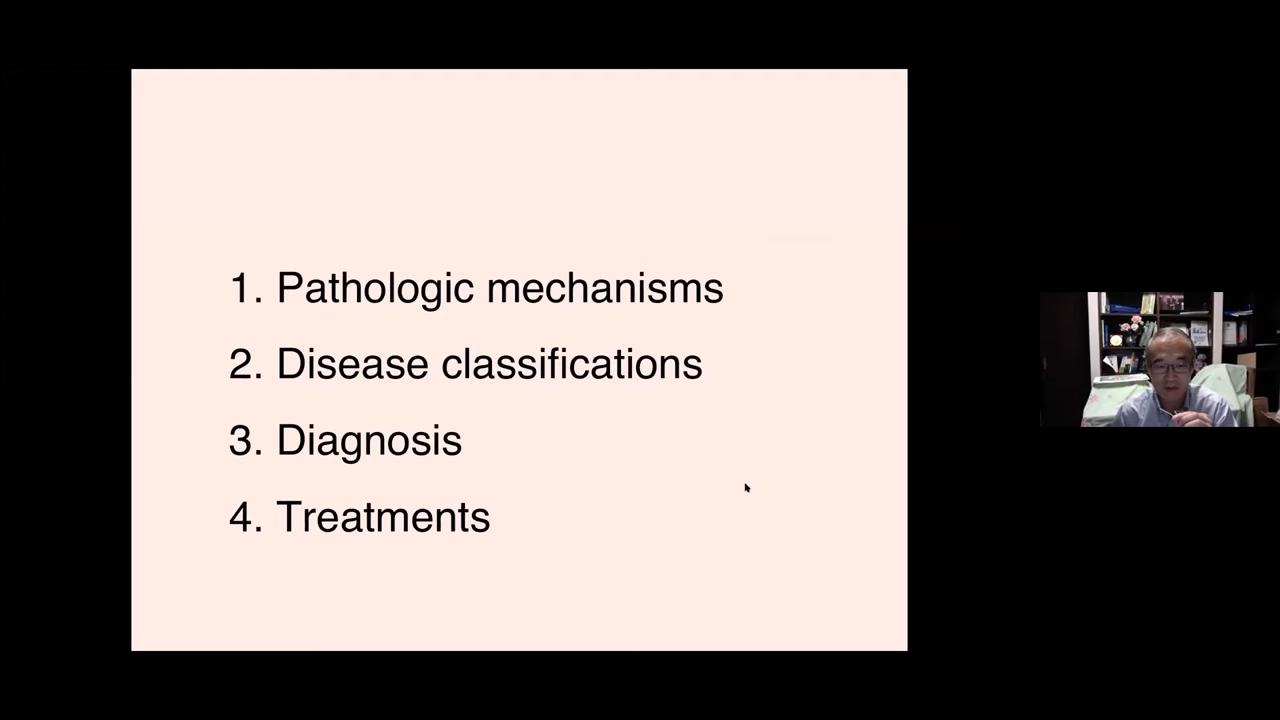 1. Pathologic mechanisms
2. Disease classifications
3. Diagnosis
4. Treatments